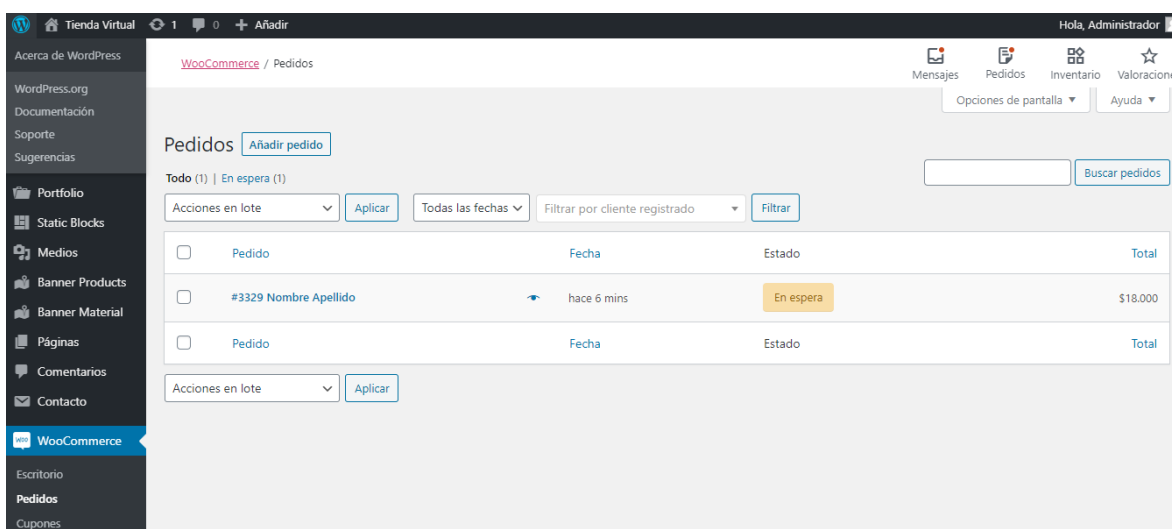 Tienda Virtual 1 0 + Añadir Hola, Administrador
Acerca de WordPress
WordPress.org
Documentación
Soporte
Sugerencias
Portfolio
Static Blocks
Medios
Banner Products
Banner Material
Páginas
Comentarios
Contacto
WooCommerce
Escritorio
Pedidos
Cupones
WooCommerce / Pedidos
Mensajes Pedidos Inventario Valoracione
Opciones de pantalla ▼ Ayuda ▼
Pedidos Añadir pedido
Todo (1) | En espera (1)
Buscar pedidos
Acciones en lote Aplicar Todas las fechas Filtrar por cliente registrado Filtrar
Pedido Fecha Estado Total
#3329 Nombre Apellido hace 6 mins En espera $18.000
Pedido Fecha Estado Total
Acciones en lote Aplicar